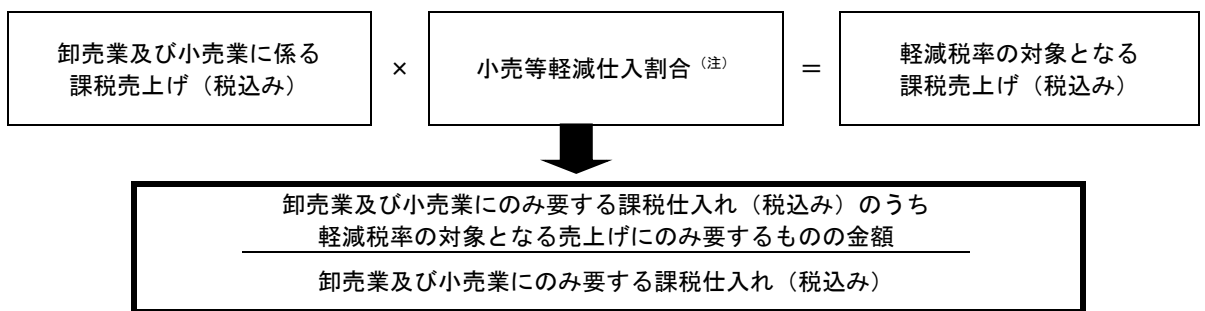 卸売業及び小売業に係る
課税売上げ（税込み）
×
小売等軽減仕入割合（注）
＝
軽減税率の対象となる
課税売上げ（税込み）
卸売業及び小売業にのみ要する課税仕入れ（税込み）のうち
軽減税率の対象となる売上げにのみ要するものの金額
卸売業及び小売業にのみ要する課税仕入れ（税込み）